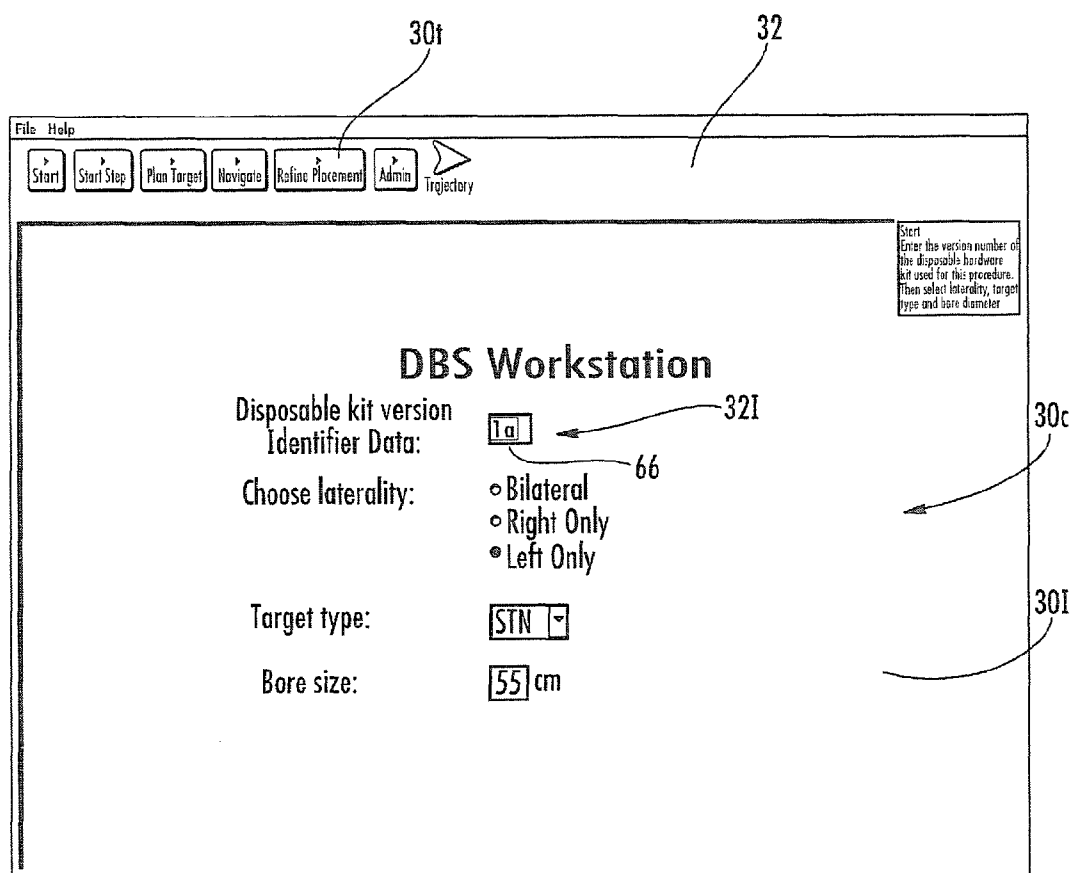 30t
32
File Help
Start Start Step Plan Target Navigate Refine Placement Admin Trajectory
Start
Enter the version number of
the disposable hardware
kit used for this procedure.
Then select laterality, target
type and bore diameter
DBS Workstation
Disposable kit version
Identifier Data:
1a
32I
66
30c
Choose laterality:
Bilateral
Right Only
Left Only
30I
Target type:
STN
Bore size:
55 cm